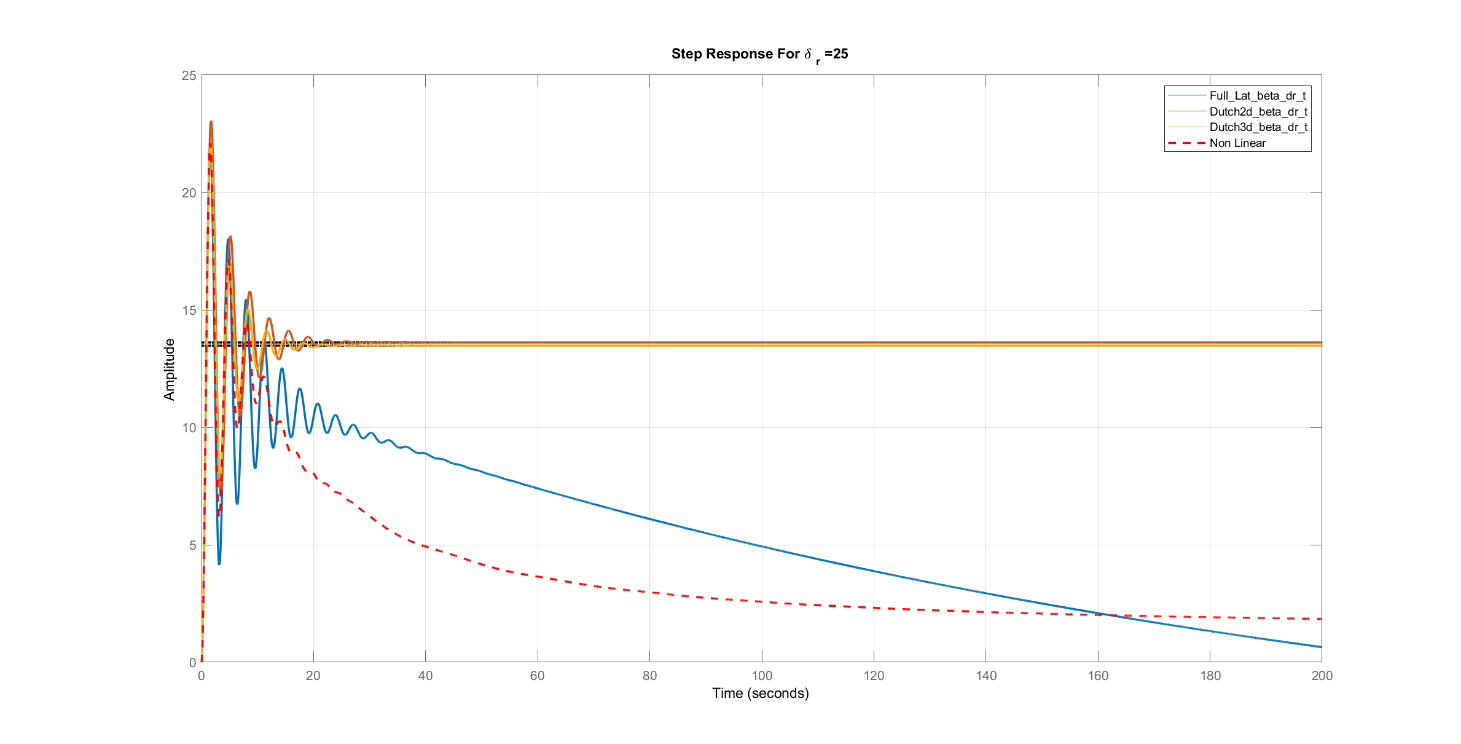 Step Response For δ r =25
25
20
15
10
5
0
Amplitude
Full_Lat_beta_dr_t
Dutch2d_beta_dr_t
Dutch3d_beta_dr_t
Non Linear
0 20 40 60 80 100 120 140 160 180 200
Time (seconds)